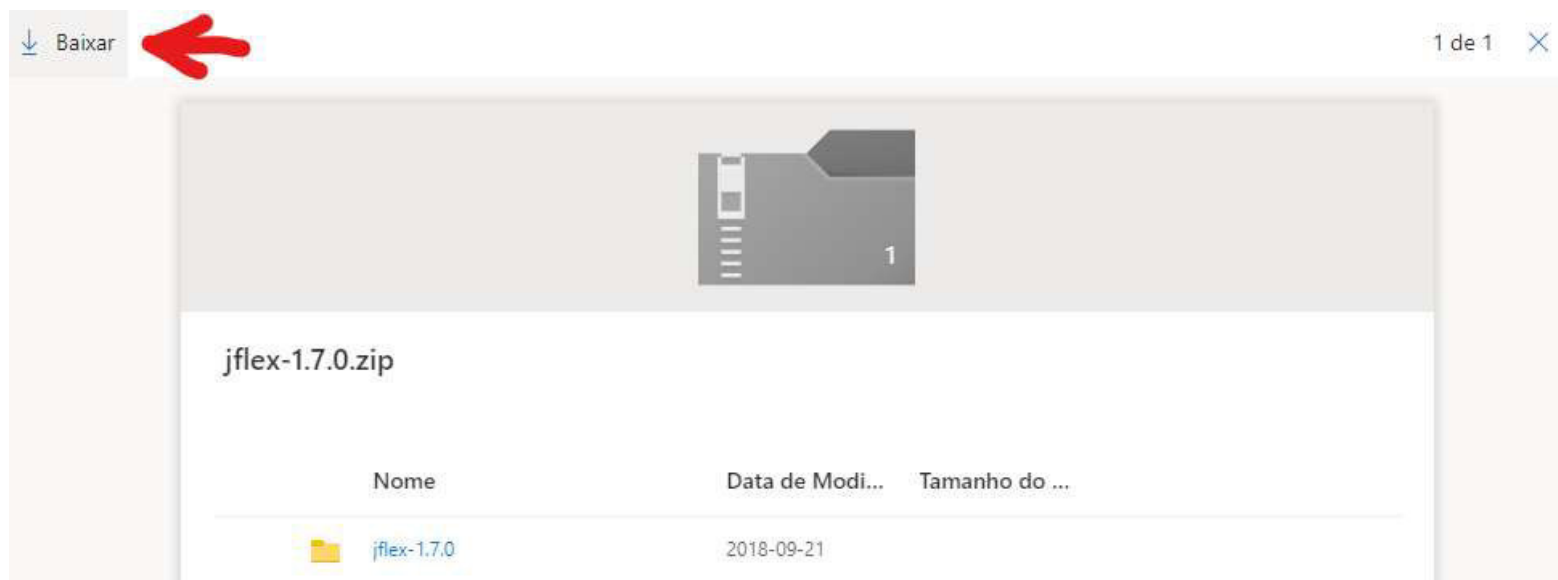 Baixar
1 de 1
1
jflex-1.7.0.zip
Nome Data de Modi... Tamanho do ...
jflex-1.7.0 2018-09-21